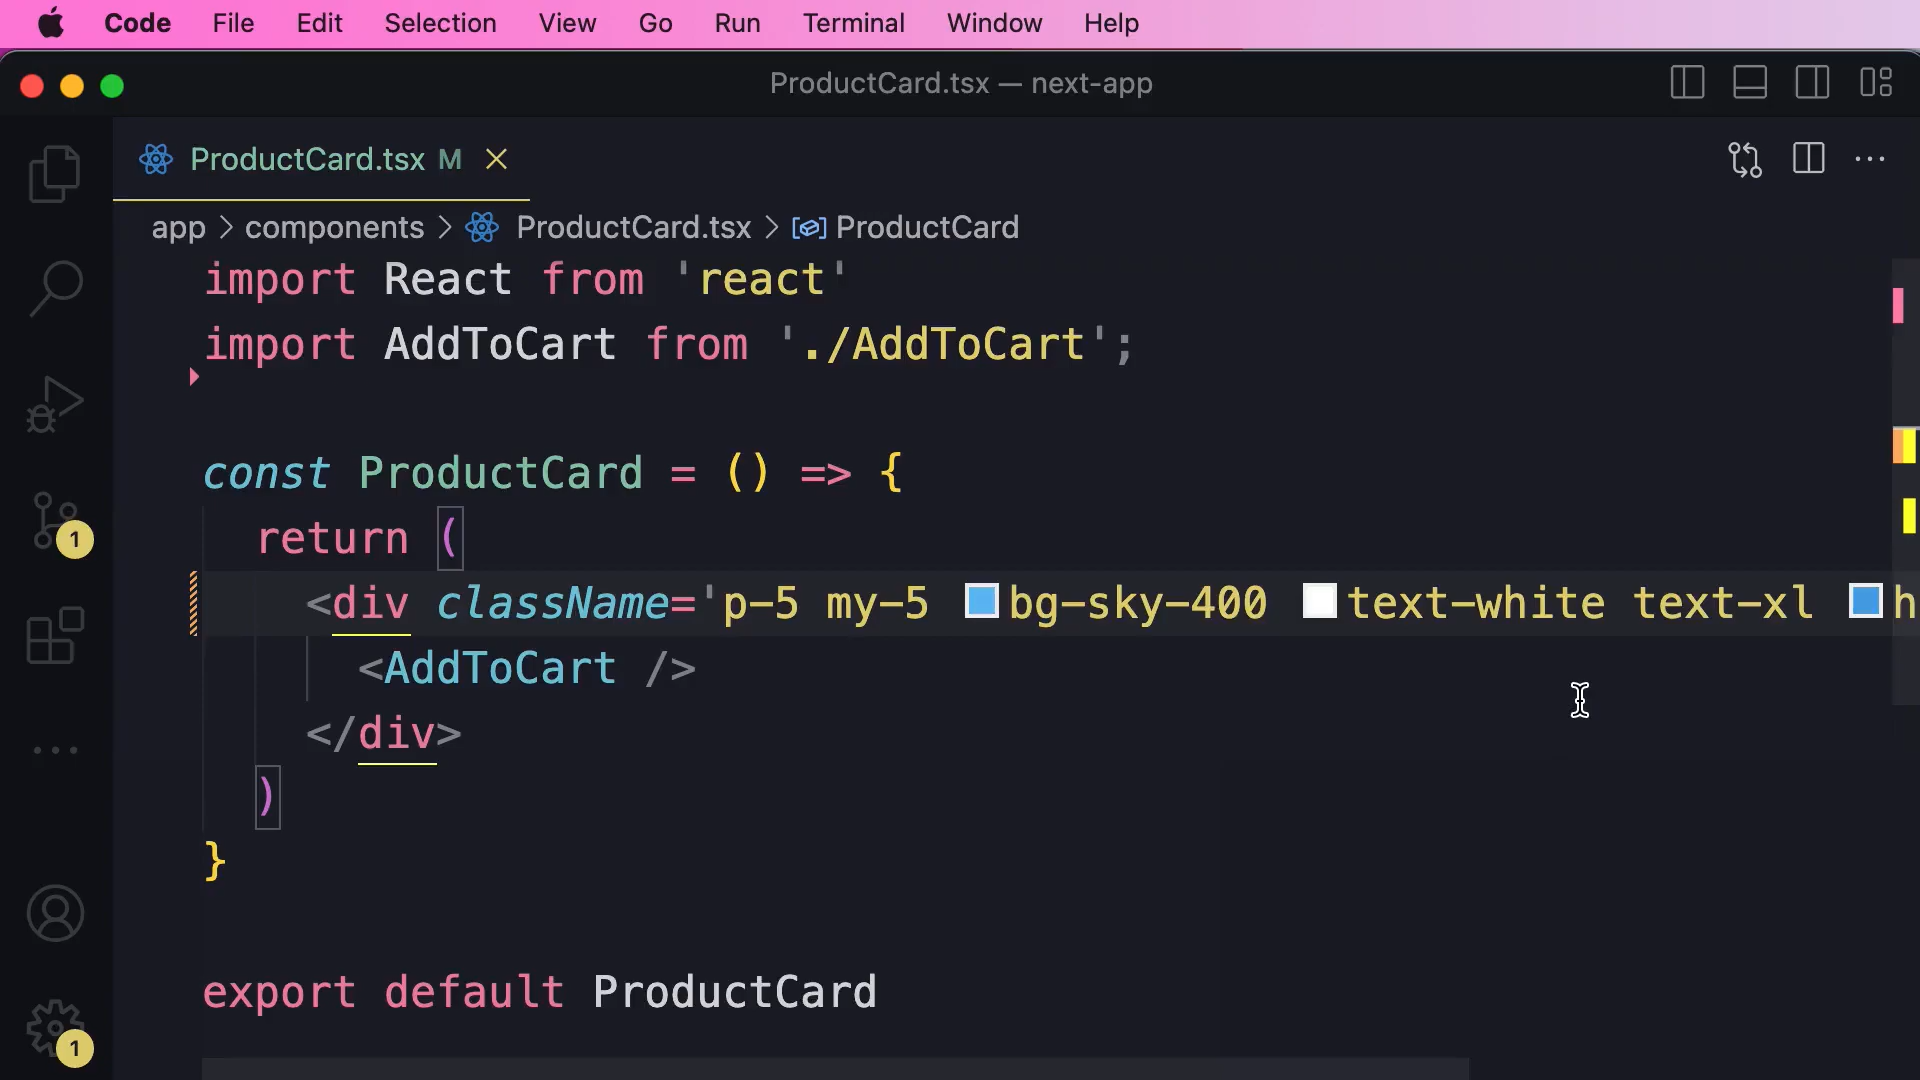 Code File Edit Selection View Go Run Terminal Window Help
ProductCard.tsx — next-app
ProductCard.tsx M
app > components > ProductCard.tsx > ProductCard
import React from 'react'
import AddToCart from './AddToCart';
const ProductCard = () => {
return (
<div className='p-5 my-5 bg-sky-400 text-white text-xl h
<AddToCart />
</div>
)
}
export default ProductCard
1
1